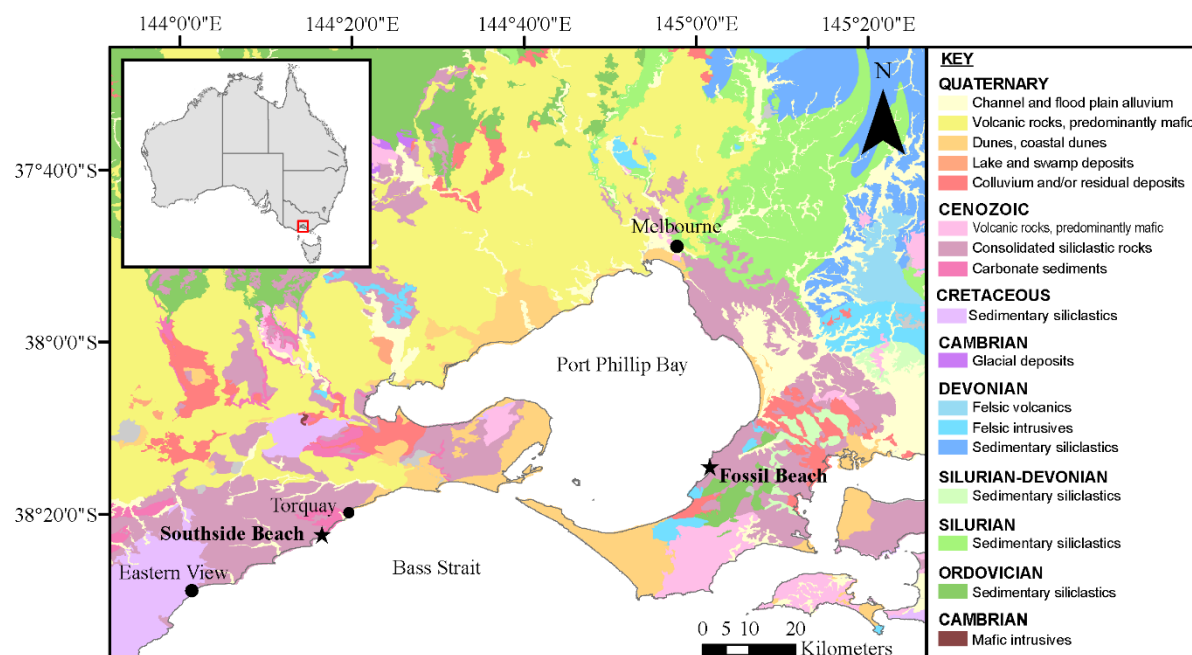 144°0'0"E
144°20'0"E
144°40'0"E
145°0'0"E
145°20'0"E
37°40'0"S
38°0'0"S
38°20'0"S
N
Melbourne
Port Phillip Bay
Fossil Beach
Torquay
Southside Beach
Eastern View
Bass Strait
0 5 10 20
Kilometers
KEY
QUATERNARY
Channel and flood plain alluvium
Volcanic rocks, predominantly mafic
Dunes, coastal dunes
Lake and swamp deposits
Colluvium and/or residual deposits
CENOZOIC
Volcanic rocks, predominantly mafic
Consolidated siliclastic rocks
Carbonate sediments
CRETACEOUS
Sedimentary siliclastics
CAMBRIAN
Glacial deposits
DEVONIAN
Felsic volcanics
Felsic intrusives
Sedimentary siliclastics
SILURIAN-DEVONIAN
Sedimentary siliclastics
SILURIAN
Sedimentary siliclastics
ORDOVICIAN
Sedimentary siliclastics
CAMBRIAN
Mafic intrusives